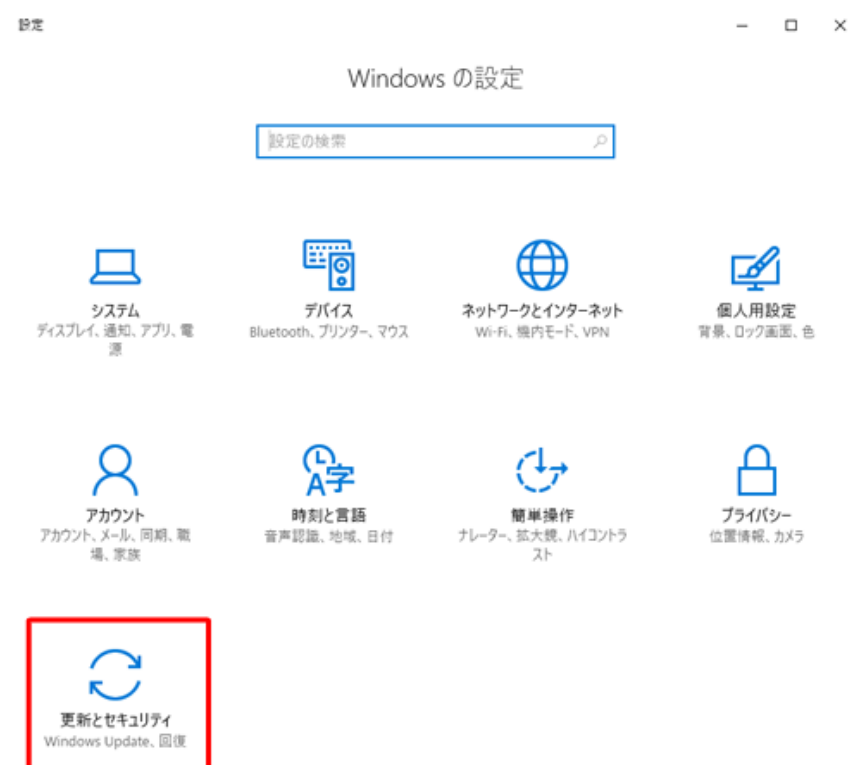 設定
Windows の設定
設定の検索
システム
ディスプレイ、通知、アプリ、電
源
デバイス
Bluetooth、プリンター、マウス
ネットワークとインターネット
Wi-Fi、機内モード、VPN
個人用設定
背景、ロック画面、色
アカウント
アカウント、メール、同期、職
場、家族
A字
時刻と言語
音声認識、地域、日付
簡単操作
ナレーター、拡大鏡、ハイコントラ
スト
プライバシー
位置情報、カメラ
更新とセキュリティ
Windows Update、回復